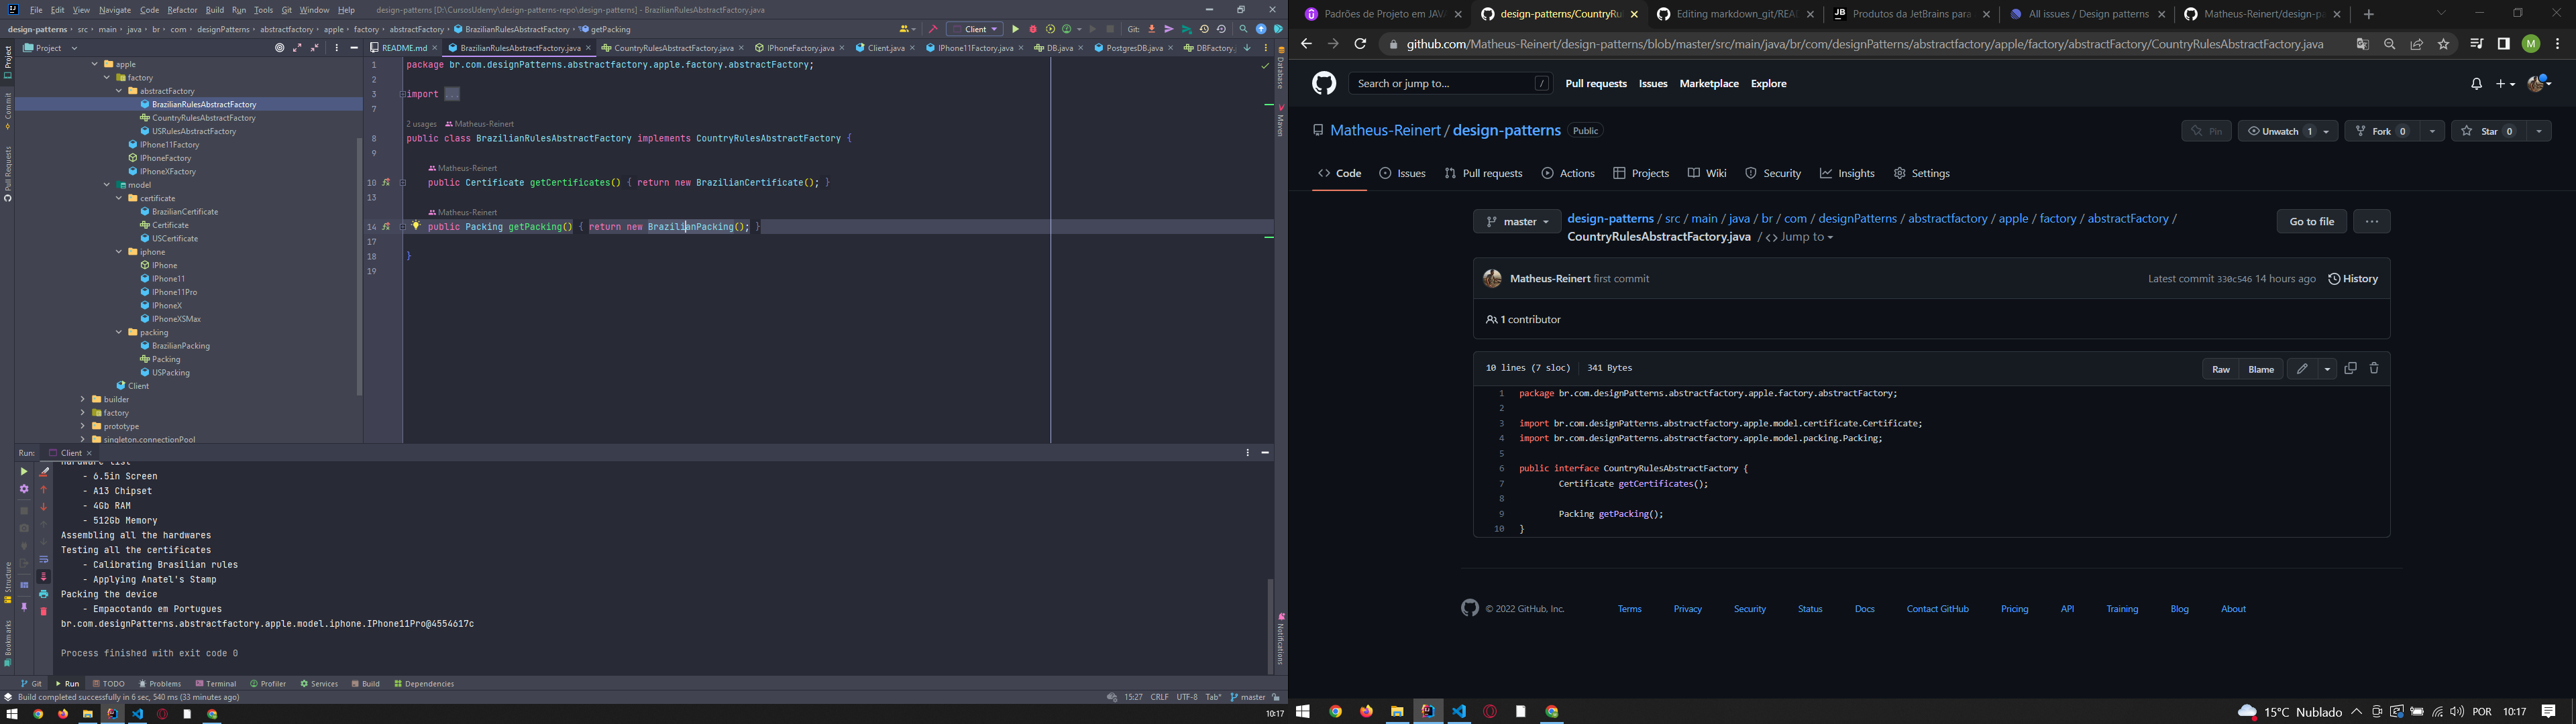 File Edit View Navigate Code Refactor Build Run Tools Git Window Help design-patterns [D:\CursosUdemy\design-patterns-repo\design-patterns] - BrazilianRulesAbstractFactory.java
design-patterns src main java br com designPatterns abstractfactory apple factory abstractFactory BrazilianRulesAbstractFactory getPacking
Client
Git:
Project
README.md BrazilianRulesAbstractFactory.java CountryRulesAbstractFactory.java IPhoneFactory.java Client.java IPhone11Factory.java DB.java PostgresDB.java DBFactory.j
Project
Commit
Pull Requests
Structure
Bookmarks
apple
factory
abstractFactory
BrazilianRulesAbstractFactory
CountryRulesAbstractFactory
USRulesAbstractFactory
IPhone11Factory
IPhoneFactory
IPhoneXFactory
model
certificate
BrazilianCertificate
Certificate
USCertificate
iphone
IPhone
IPhone11
IPhone11Pro
IPhoneX
IPhoneXSMax
packing
BrazilianPacking
Packing
USPacking
Client
builder
factory
prototype
singleton.connectionPool
1 package br.com.designPatterns.abstractfactory.apple.factory.abstractFactory;
2
3 import ...
7
2 usages Matheus-Reinert
8 public class BrazilianRulesAbstractFactory implements CountryRulesAbstractFactory {
9
Matheus-Reinert
10 public Certificate getCertificates() { return new BrazilianCertificate(); }
13
Matheus-Reinert
14 public Packing getPacking() { return new BrazilianPacking(); }
17
18 }
19
Database
Maven
Notifications
Run: Client
Hardware list
- 6.5in Screen
- A13 Chipset
- 4Gb RAM
- 512Gb Memory
Assembling all the hardwares
Testing all the certificates
- Calibrating Brasilian rules
- Applying Anatel's Stamp
Packing the device
- Empacotando em Portugues
br.com.designPatterns.abstractfactory.apple.model.iphone.IPhone11Pro@4554617c
Process finished with exit code 0
Git Run TODO Problems Terminal Profiler Services Build Dependencies
Build completed successfully in 6 sec, 540 ms (33 minutes ago) 15:27 CRLF UTF-8 Tab* master
10:17
Padrões de Projeto em JAV design-patterns/CountryRu Editing markdown_git/REA Produtos da JetBrains para All issues / Design patterns Matheus-Reinert/design-pa
github.com/Matheus-Reinert/design-patterns/blob/master/src/main/java/br/com/designPatterns/abstractfactory/apple/factory/abstractFactory/CountryRulesAbstractFactory.java M
Search or jump to... / Pull requests Issues Marketplace Explore
Matheus-Reinert / design-patterns Public Pin Unwatch 1 Fork 0 Star 0
Code Issues Pull requests Actions Projects Wiki Security Insights Settings
master design-patterns / src / main / java / br / com / designPatterns / abstractfactory / apple / factory / abstractFactory / Go to file ...
CountryRulesAbstractFactory.java / <> Jump to
Matheus-Reinert first commit Latest commit 330c546 14 hours ago History
1 contributor
10 lines (7 sloc) 341 Bytes Raw Blame
1 package br.com.designPatterns.abstractfactory.apple.factory.abstractFactory;
2
3 import br.com.designPatterns.abstractfactory.apple.model.certificate.Certificate;
4 import br.com.designPatterns.abstractfactory.apple.model.packing.Packing;
5
6 public interface CountryRulesAbstractFactory {
7 Certificate getCertificates();
8
9 Packing getPacking();
10 }
© 2022 GitHub, Inc. Terms Privacy Security Status Docs Contact GitHub Pricing API Training Blog About
15°C Nublado POR 10:17